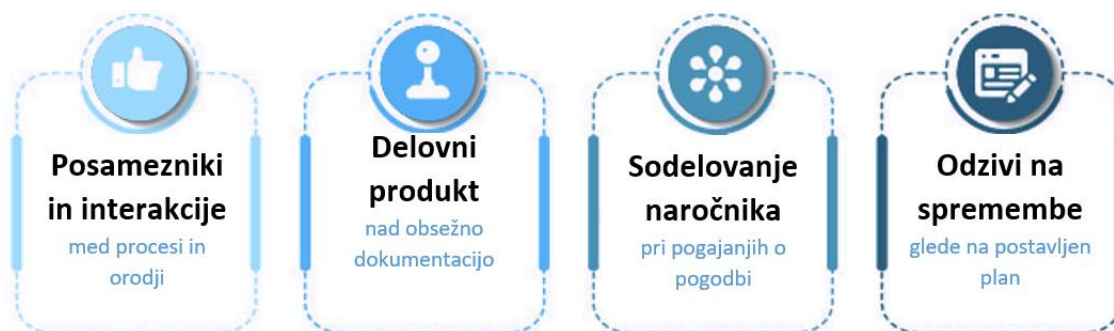 Posamezniki
in interakcije
med procesi in
orodji
Delovni
produkt
nad obsežno
dokumentacijo
Sodelovanje
naročnika
pri pogajanjih o
pogodbi
Odzivi na
spremembe
glede na postavljen
plan